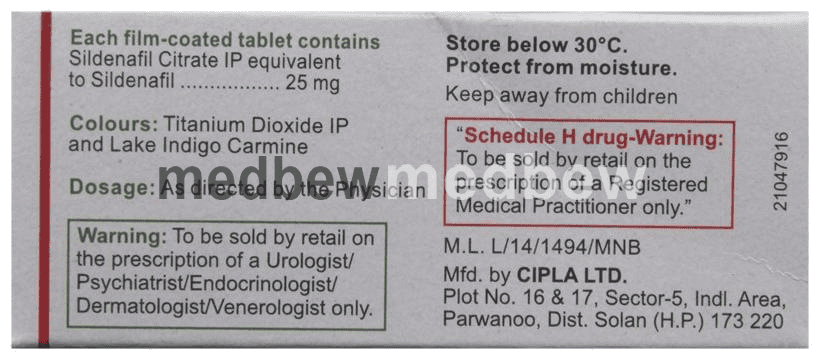 Each film-coated tablet contains
Sildenafil Citrate IP equivalent
to Sildenafil ................. 25 mg
Colours: Titanium Dioxide IP
and Lake Indigo Carmine
Dosage: As directed by the Physician
Warning: To be sold by retail on
the prescription of a Urologist/
Psychiatrist/Endocrinologist/
Dermatologist/Venerologist only.
Store below 30°C.
Protect from moisture.
Keep away from children
"Schedule H drug-Warning:
To be sold by retail on the
prescription of a Registered
Medical Practitioner only."
M.L. L/14/1494/MNB
Mfd. by CIPLA LTD.
Plot No. 16 & 17, Sector-5, Indl. Area,
Parwanoo, Dist. Solan (H.P.) 173 220
21047916
medbew medbew